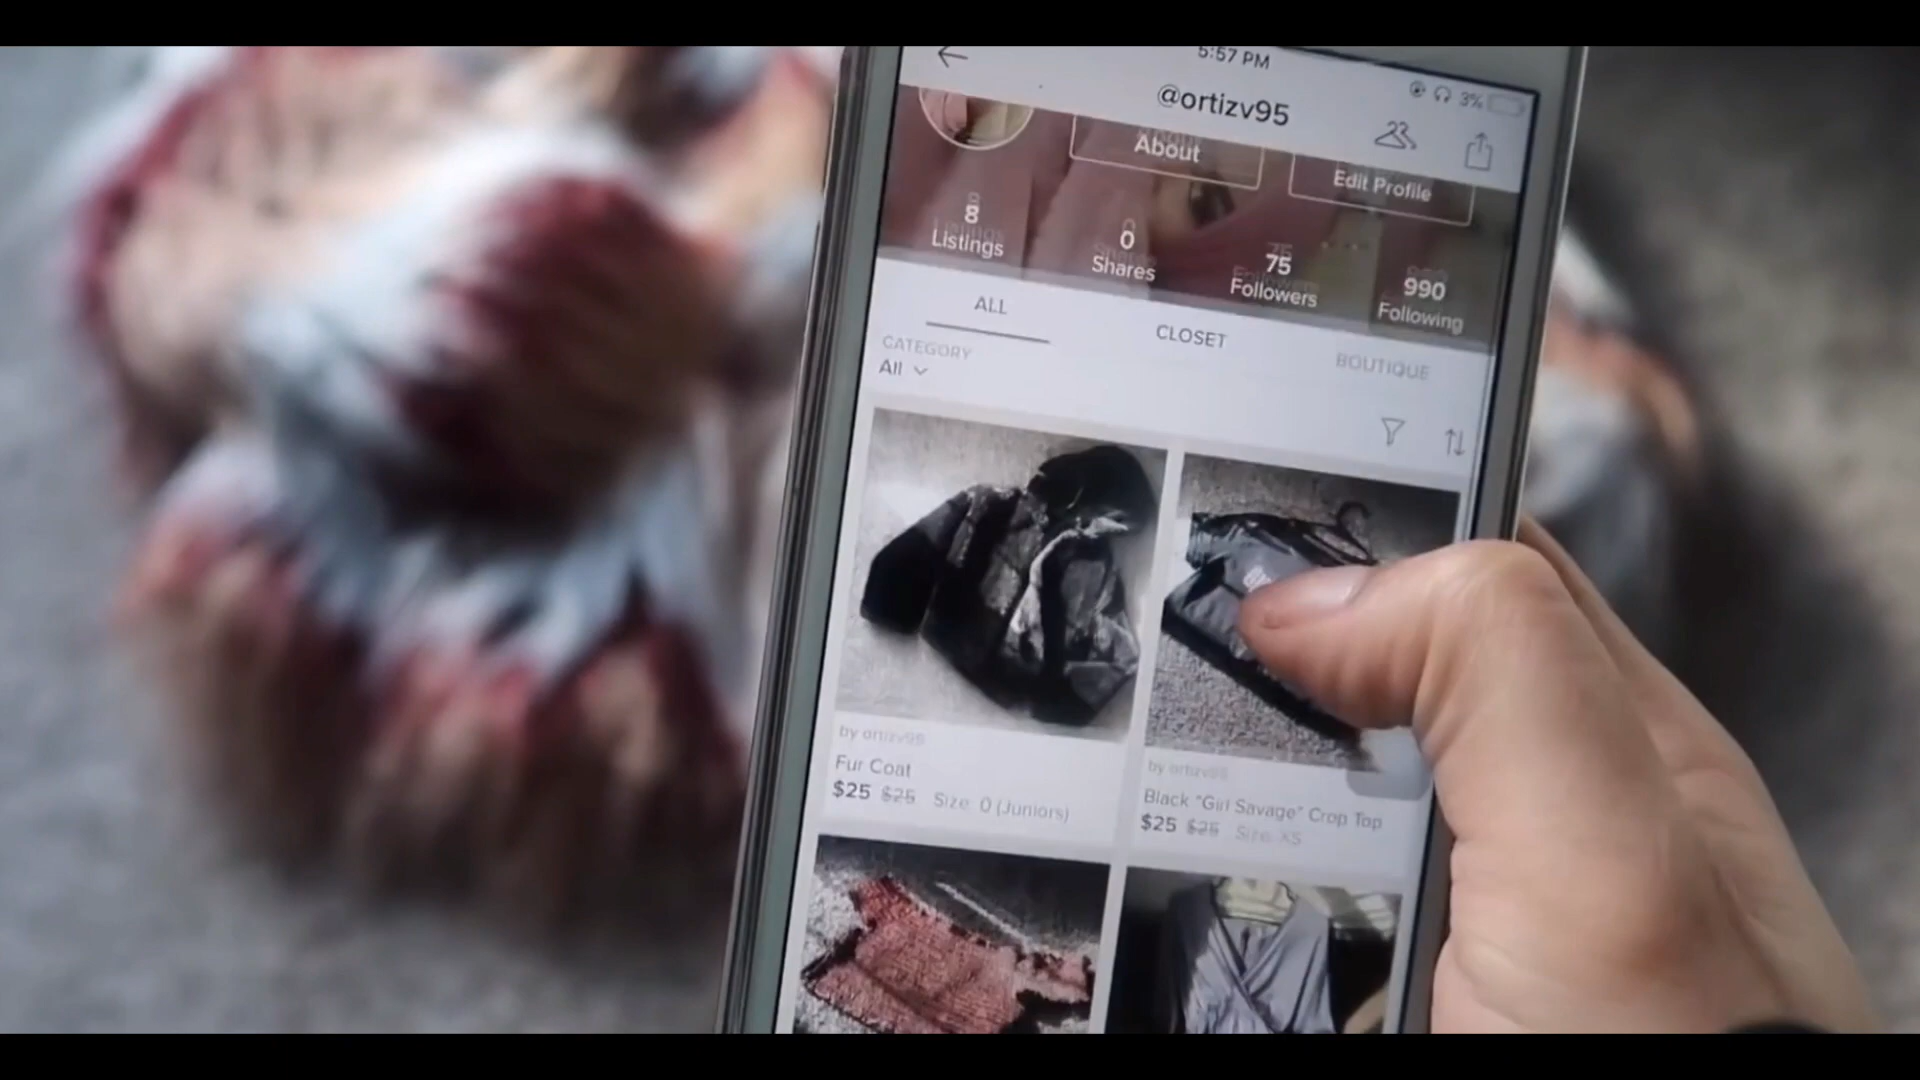 5:57 PM
3%
@ortizv95
About
Edit Profile
8
Listings
0
Shares
75
Followers
990
Following
ALL
CLOSET
BOUTIQUE
CATEGORY
All
by ortizv95
Fur Coat
$25 $25 Size: 0 (Juniors)
by ortizv95
Black "Girl Savage" Crop Top
$25 $25 Size: XS